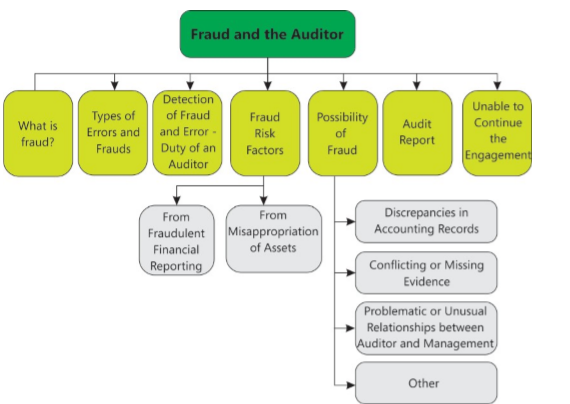 Fraud and the Auditor
What is
fraud?
Types of
Errors and
Frauds
Detection
of Fraud
and Error -
Duty of an
Auditor
Fraud
Risk
Factors
Possibility
of
Fraud
Audit
Report
Unable to
Continue
the
Engagement
From
Fraudulent
Financial
Reporting
From
Misappropriation
of Assets
Discrepancies in
Accounting Records
Conflicting or Missing
Evidence
Problematic or Unusual
Relationships between
Auditor and Management
Other